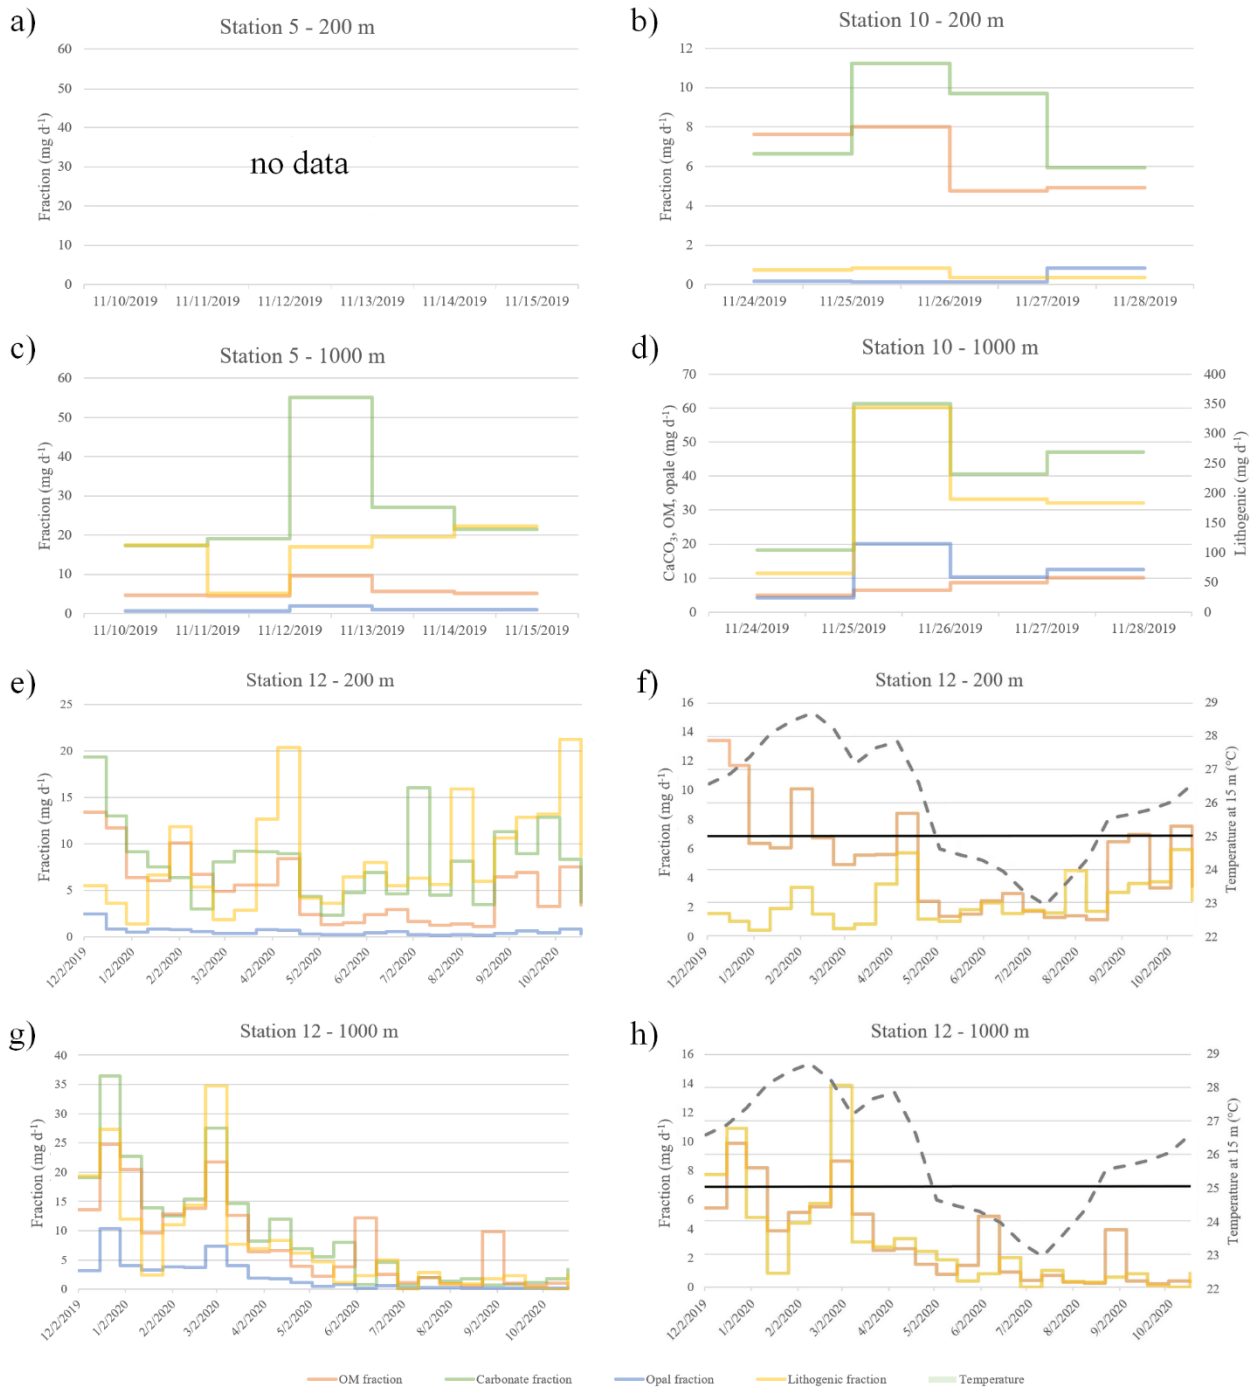 a)
Station 5 - 200 m
60
50
40
30
20
10
0
Fraction (mg d⁻¹)
no data
11/10/2019 11/11/2019 11/12/2019 11/13/2019 11/14/2019 11/15/2019
b)
Station 10 - 200 m
12
10
8
6
4
2
0
Fraction (mg d⁻¹)
11/24/2019 11/25/2019 11/26/2019 11/27/2019 11/28/2019
c)
Station 5 - 1000 m
60
50
40
30
20
10
0
Fraction (mg d⁻¹)
11/10/2019 11/11/2019 11/12/2019 11/13/2019 11/14/2019 11/15/2019
d)
Station 10 - 1000 m
70
60
50
40
30
20
10
0
CaCO₃, OM, opale (mg d⁻¹)
400
350
300
250
200
150
100
50
0
Lithogenic (mg d⁻¹)
11/24/2019 11/25/2019 11/26/2019 11/27/2019 11/28/2019
e)
Station 12 - 200 m
25
20
15
10
5
0
Fraction (mg d⁻¹)
12/2/2019 1/2/2020 2/2/2020 3/2/2020 4/2/2020 5/2/2020 6/2/2020 7/2/2020 8/2/2020 9/2/2020 10/2/2020
f)
Station 12 - 200 m
16
14
12
10
8
6
4
2
0
Fraction (mg d⁻¹)
29
28
27
26
25
24
23
22
Temperature at 15 m (°C)
12/2/2019 1/2/2020 2/2/2020 3/2/2020 4/2/2020 5/2/2020 6/2/2020 7/2/2020 8/2/2020 9/2/2020 10/2/2020
g)
Station 12 - 1000 m
40
35
30
25
20
15
10
5
0
Fraction (mg d⁻¹)
12/2/2019 1/2/2020 2/2/2020 3/2/2020 4/2/2020 5/2/2020 6/2/2020 7/2/2020 8/2/2020 9/2/2020 10/2/2020
h)
Station 12 - 1000 m
16
14
12
10
8
6
4
2
0
Fraction (mg d⁻¹)
29
28
27
26
25
24
23
22
Temperature at 15 m (°C)
12/2/2019 1/2/2020 2/2/2020 3/2/2020 4/2/2020 5/2/2020 6/2/2020 7/2/2020 8/2/2020 9/2/2020 10/2/2020
OM fraction Carbonate fraction Opal fraction Lithogenic fraction Temperature